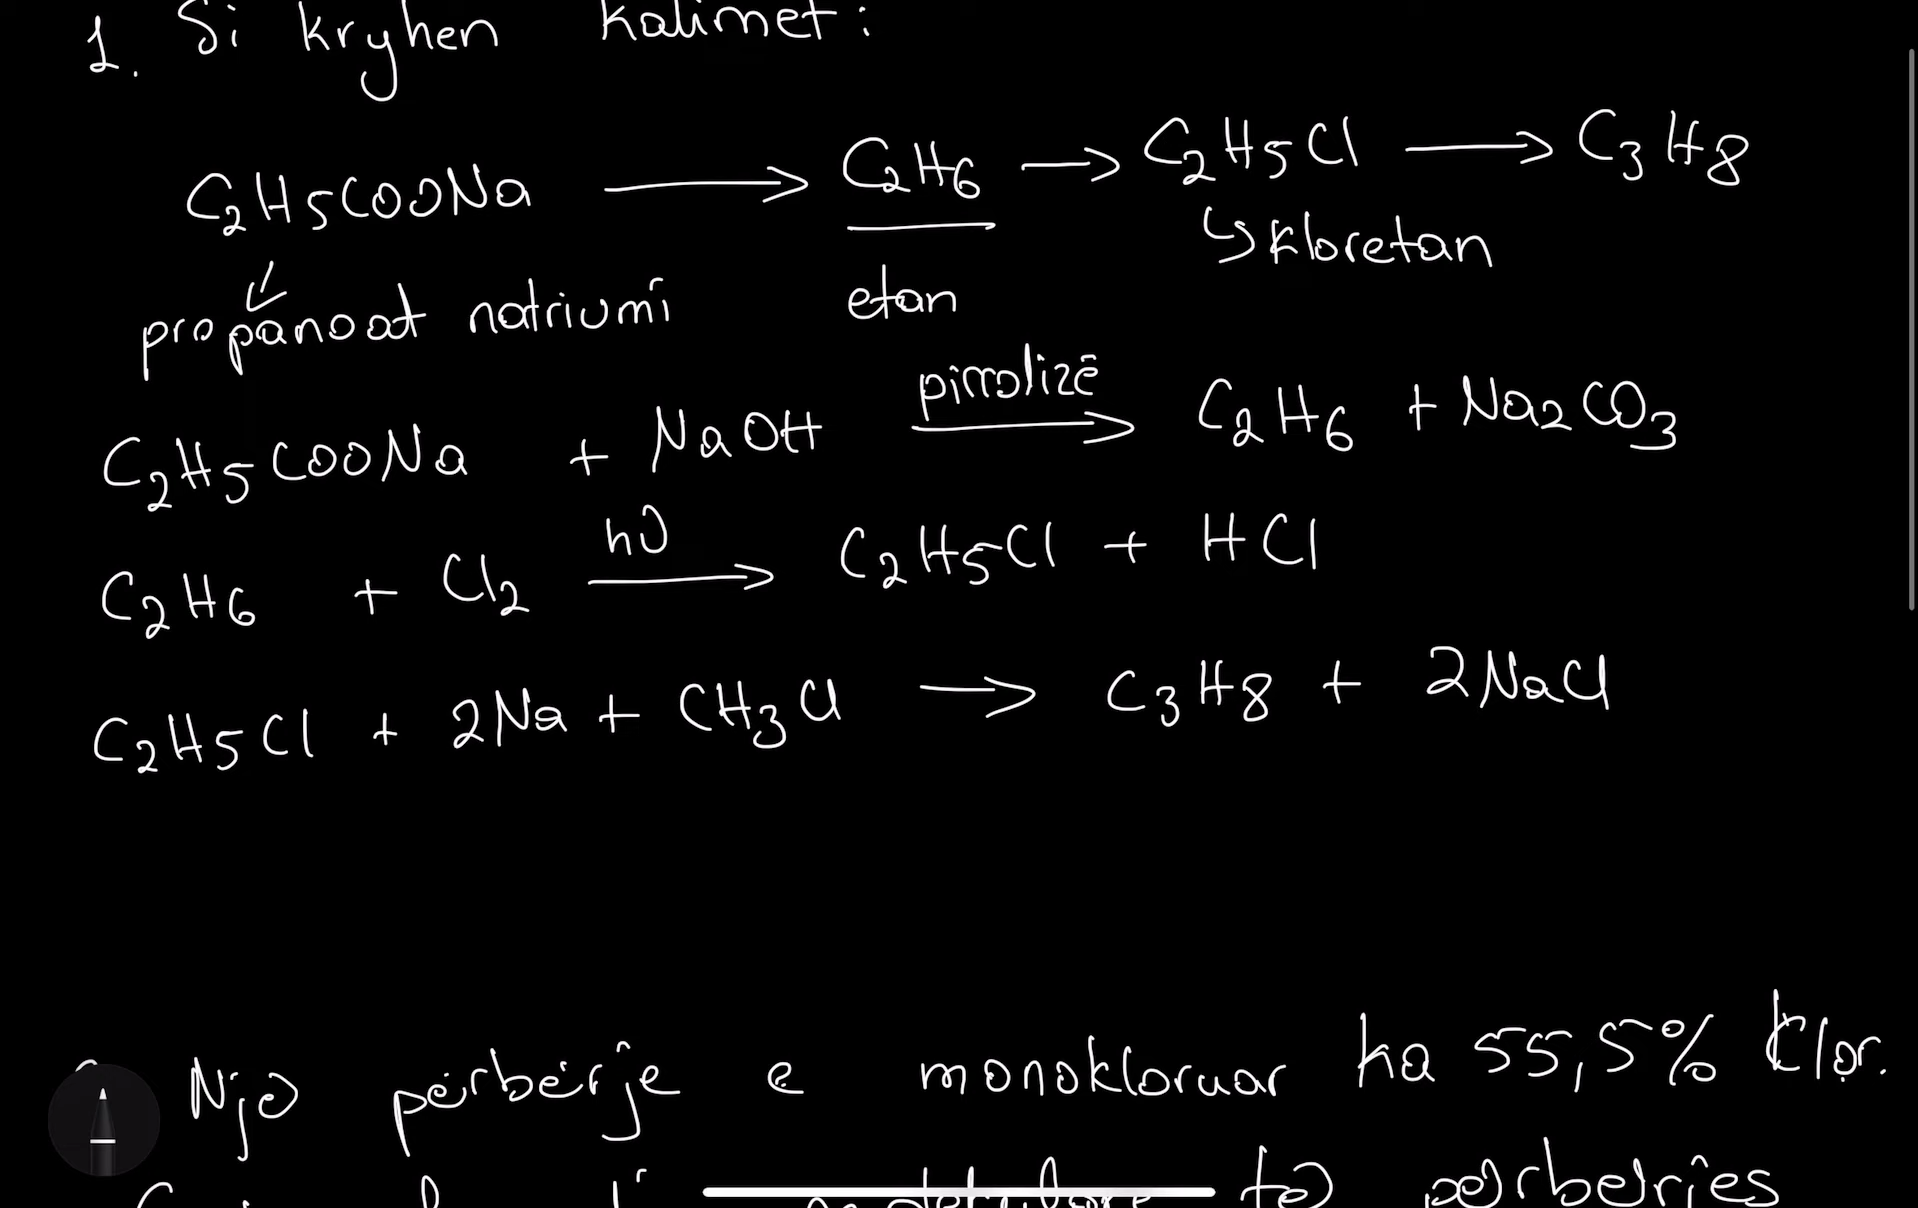 1. Si kryhen kalimet:
C₂H₅COONa ⟶ C₂H₆ → C₂H₅Cl ⟶ C₃H₈
↳ kloretan
propanoat natriumi etan
C₂H₅COONa + NaOH pirrolizë ⟶ C₂H₆ + Na₂CO₃
C₂H₆ + Cl₂ hν ⟶ C₂H₅Cl + HCl
C₂H₅Cl + 2Na + CH₃Cl ⟶ C₃H₈ + 2NaCl
Një përbërje e monokloruar ka 55,5% klor.
të përbërjes